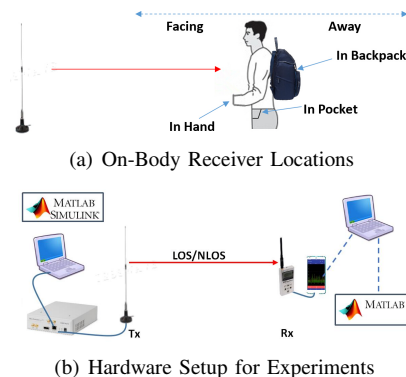 Facing Away
In Backpack
In Pocket
In Hand
(a) On-Body Receiver Locations
MATLAB
SIMULINK®
LOS/NLOS
MATLAB
Tx Rx
(b) Hardware Setup for Experiments